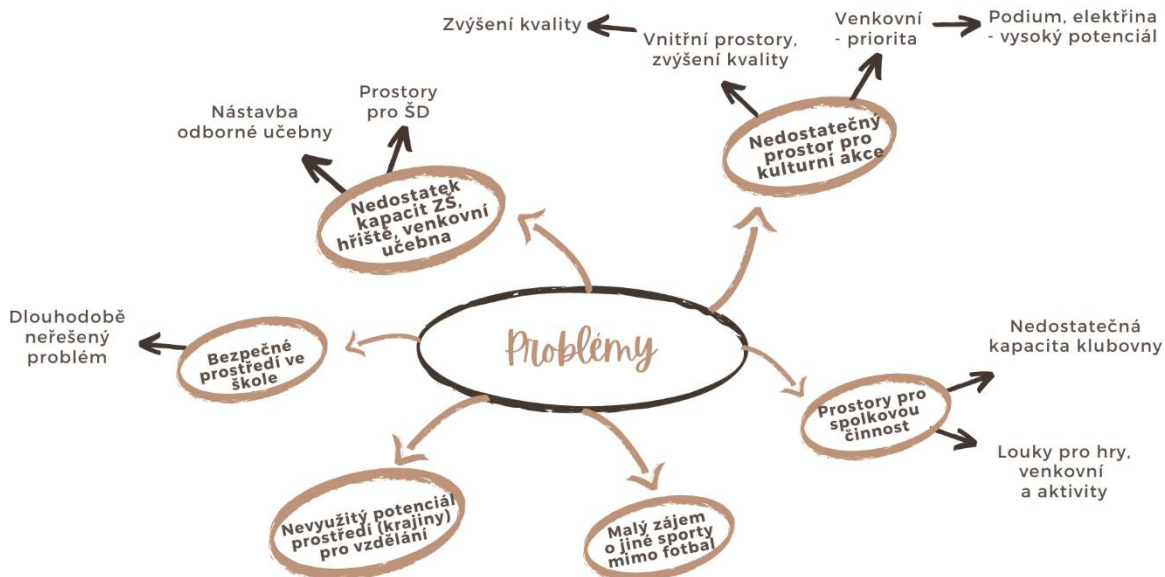 Zvýšení kvality
Vnitřní prostory,
zvýšení kvality
Venkovní
- priorita
Podium, elektřina
- vysoký potenciál
Nedostatečný
prostor pro
kulturní akce
Nástavba
odborné učebny
Prostory
pro ŠD
Nedostatek
kapacit ZŠ,
hřiště, venkovní
učebna
Dlouhodobě
neřešený
problém
Bezpečné
prostředí ve
škole
Problémy
Nedostatečná
kapacita klubovny
Prostory pro
spolkovou
činnost
Louky pro hry,
venkovní
a aktivity
Nevyužitý potenciál
prostředí (krajiny)
pro vzdělání
Malý zájem
o jiné sporty
mimo fotbal